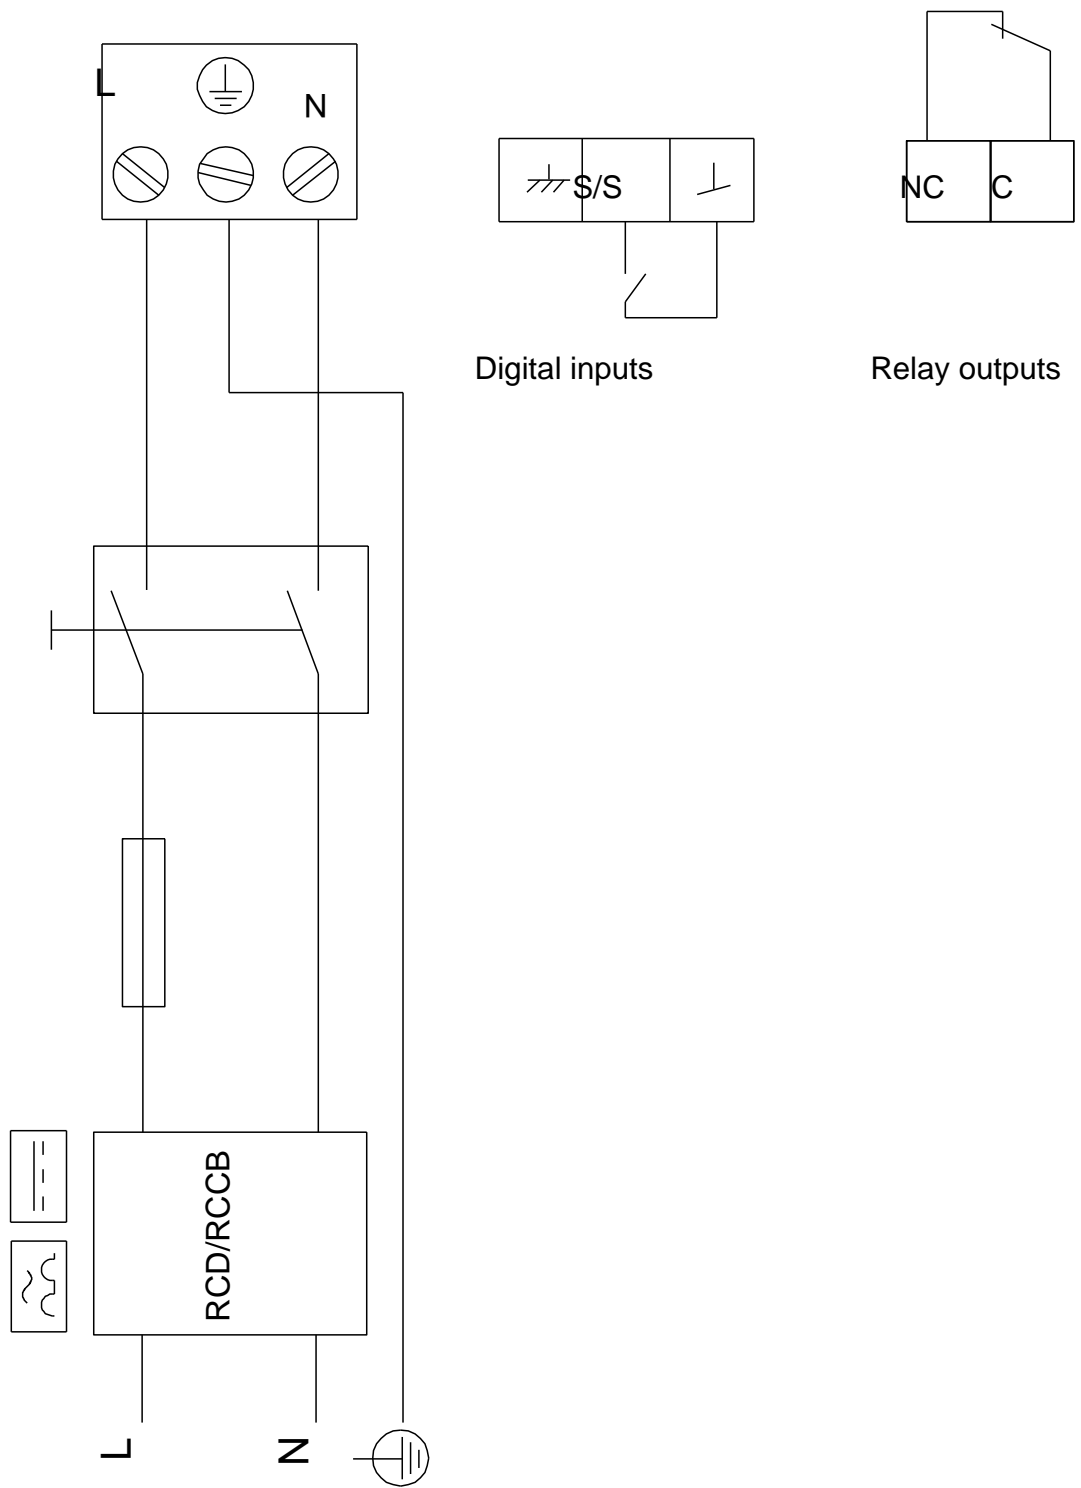 L
N
S/S
NC
C
Digital inputs
Relay outputs
RCD/RCCB
L
N